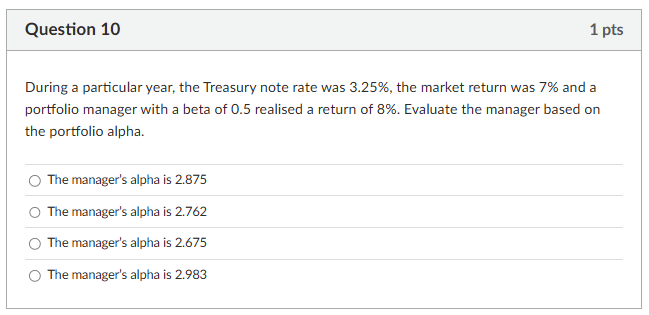 Question 10
1 pts
During a particular year, the Treasury note rate was 3.25%, the market return was 7% and a
portfolio manager with a beta of 0.5 realised a return of 8%. Evaluate the manager based on
the portfolio alpha.
The manager's alpha is 2.875
The manager's alpha is 2.762
The manager's alpha is 2.675
The manager's alpha is 2.983